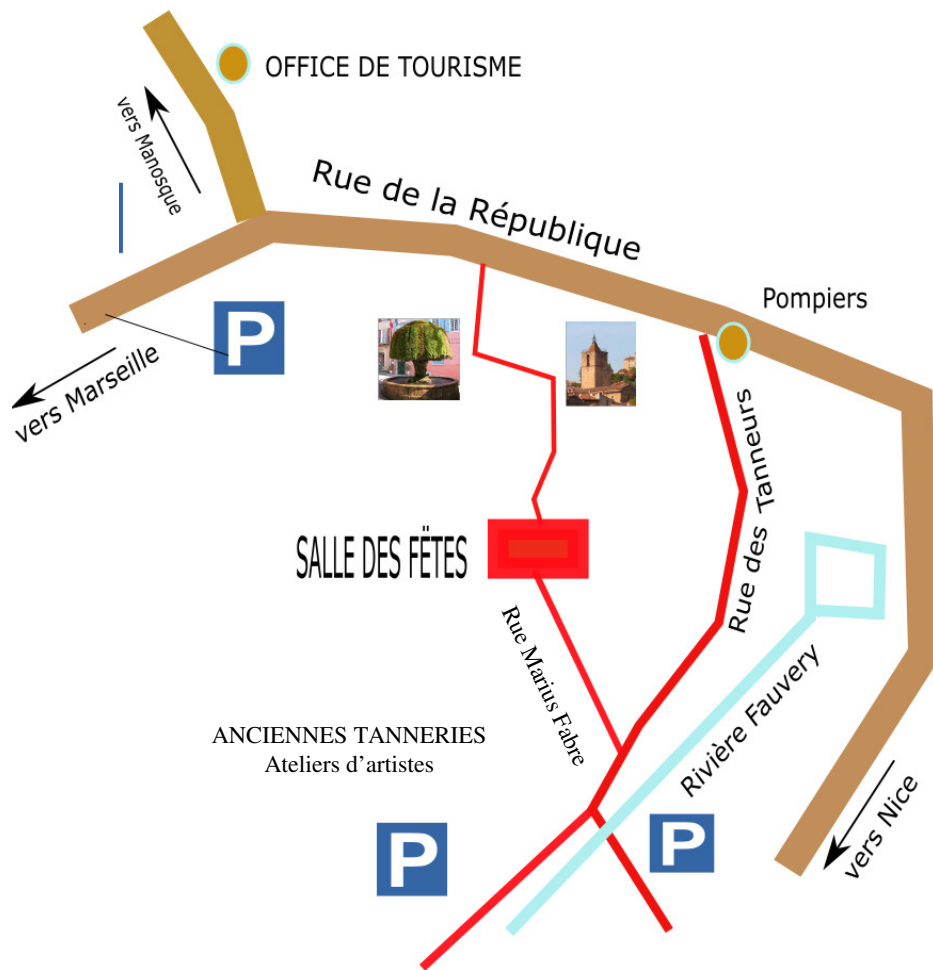 OFFICE DE TOURISME
vers Manosque
Rue de la République
Pompiers
P
vers Marseille
Rue des Tanneurs
SALLE DES FËTES
Rue Marius Fabre
Rivière Fauvery
ANCIENNES TANNERIES
Ateliers d’artistes
vers Nice
P
P